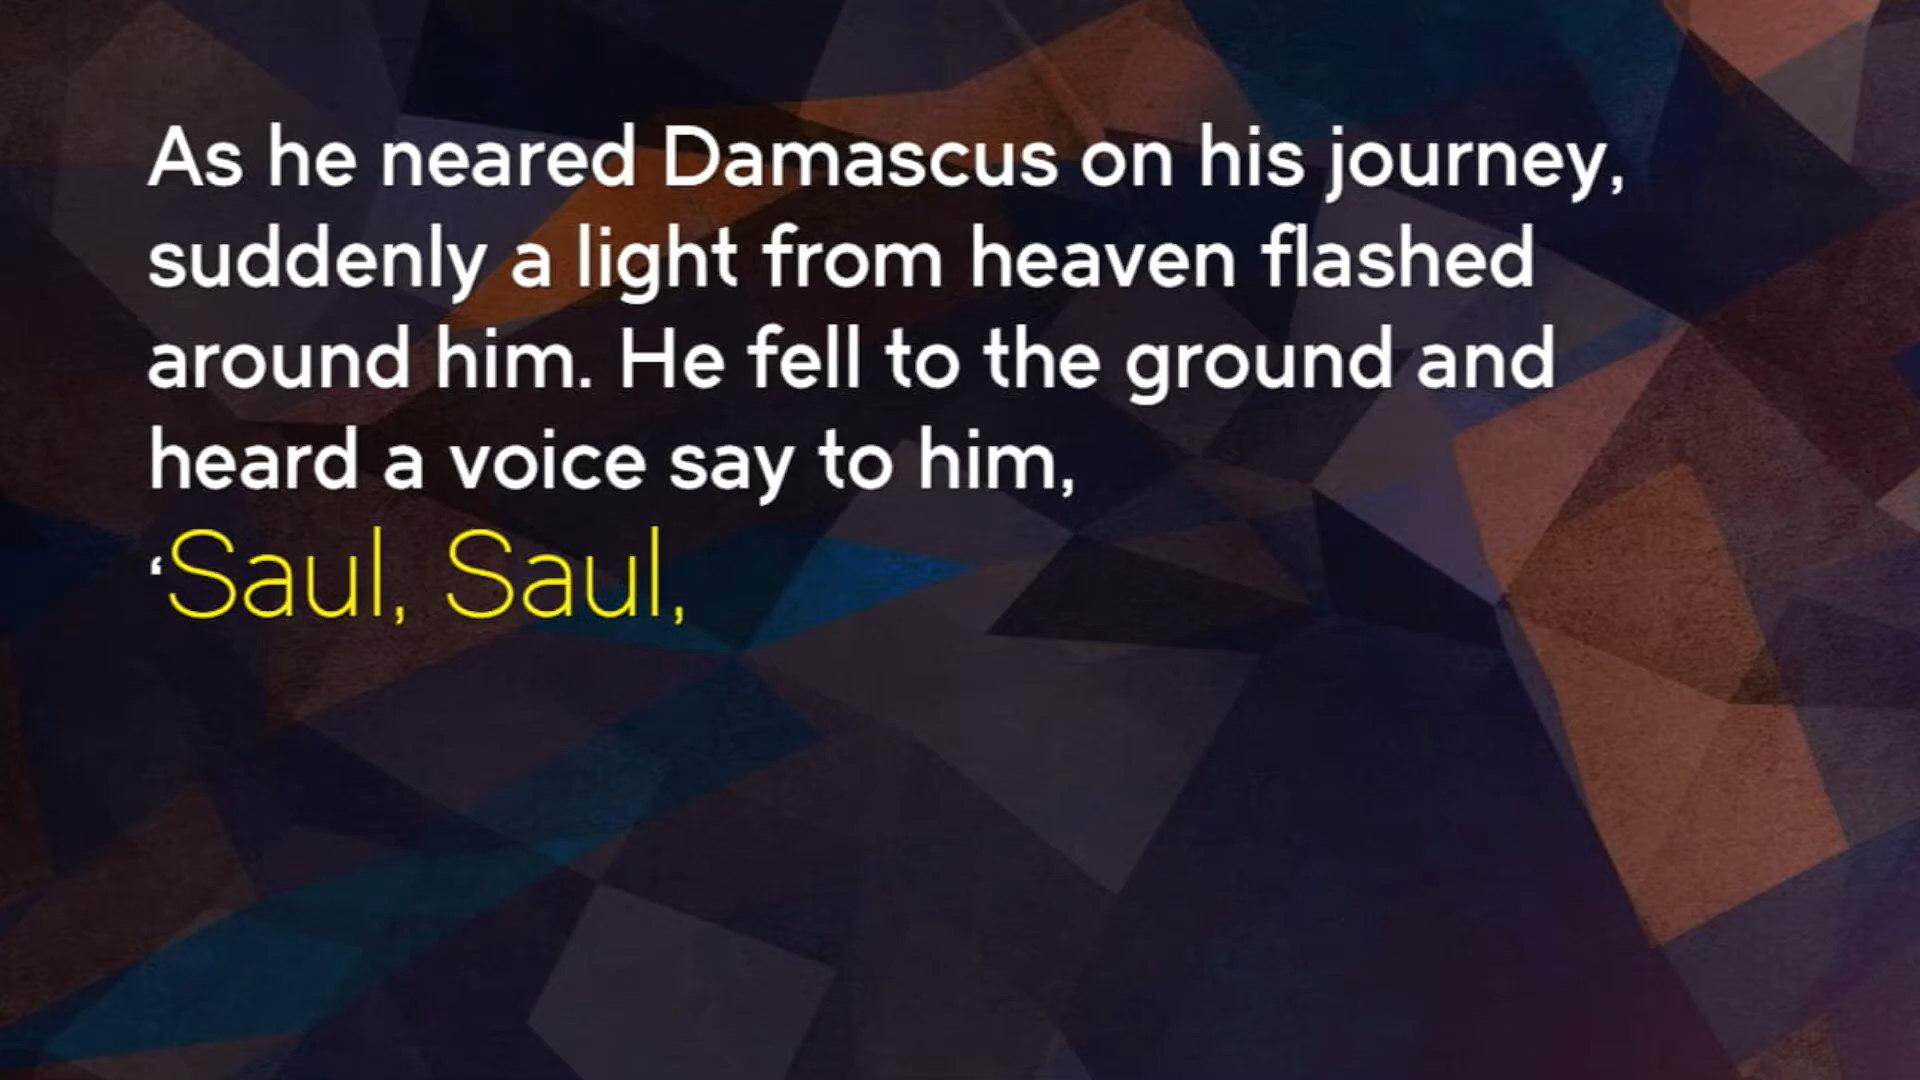 As he neared Damascus on his journey,
suddenly a light from heaven flashed
around him. He fell to the ground and
heard a voice say to him,
‘Saul, Saul,